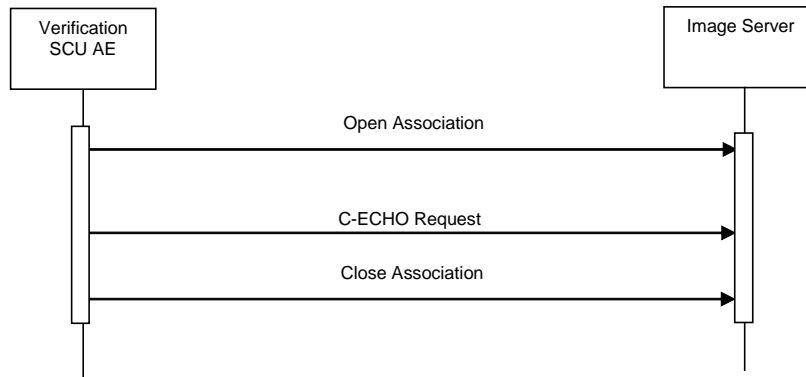 Verification
SCU AE
Image Server
Open Association
C-ECHO Request
Close Association